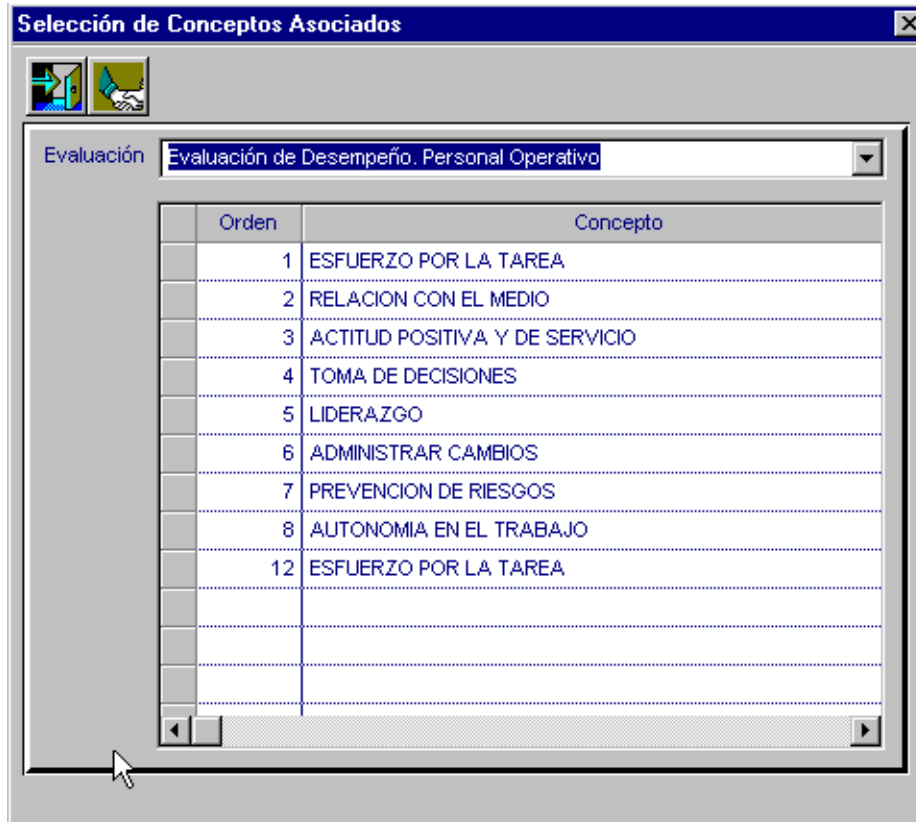 Selección de Conceptos Asociados
Evaluación Evaluación de Desempeño. Personal Operativo
Orden Concepto
1 ESFUERZO POR LA TAREA
2 RELACION CON EL MEDIO
3 ACTITUD POSITIVA Y DE SERVICIO
4 TOMA DE DECISIONES
5 LIDERAZGO
6 ADMINISTRAR CAMBIOS
7 PREVENCION DE RIESGOS
8 AUTONOMIA EN EL TRABAJO
12 ESFUERZO POR LA TAREA